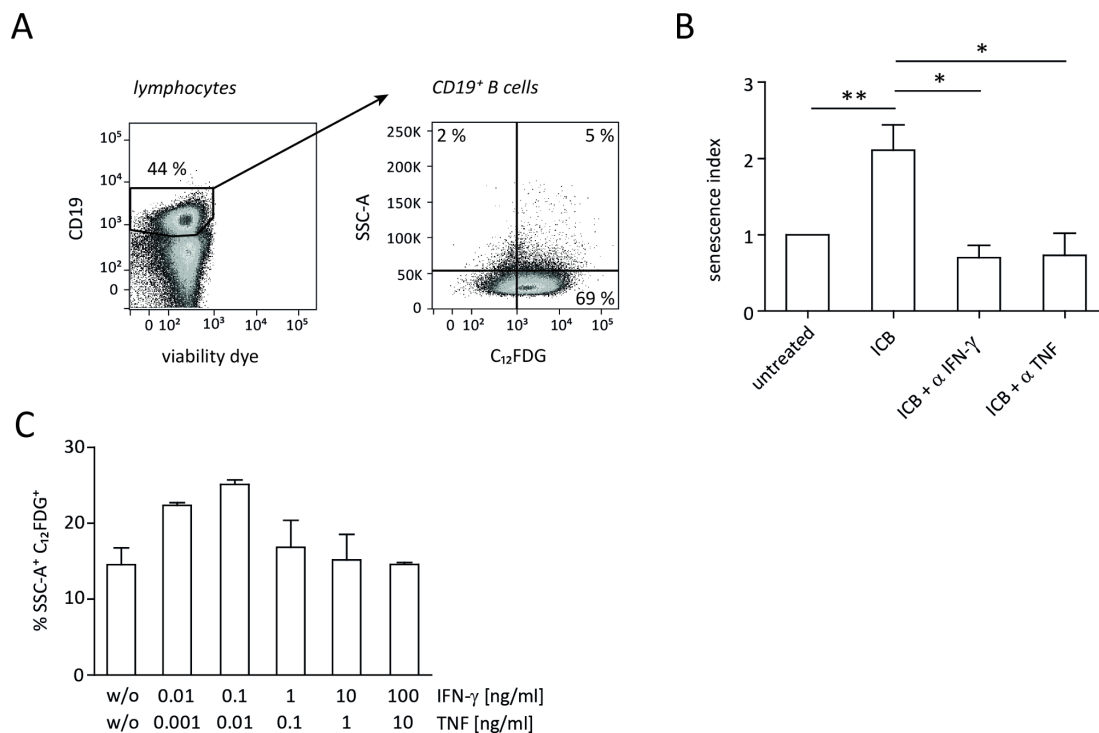 A
lymphocytes
CD19⁺ B cells
44 %
2 %
5 %
69 %
CD19
10⁵
10⁴
10³
10²
0
0 10² 10³ 10⁴ 10⁵
viability dye
SSC-A
250K
200K
150K
100K
50K
0
0 10² 10³ 10⁴ 10⁵
C₁₂FDG
B
*
*
**
senescence index
3
2
1
0
untreated
ICB
ICB + α IFN-γ
ICB + α TNF
C
% SSC-A⁺ C₁₂FDG⁺
30
20
10
0
w/o 0.01 0.1 1 10 100 IFN-γ [ng/ml]
w/o 0.001 0.01 0.1 1 10 TNF [ng/ml]